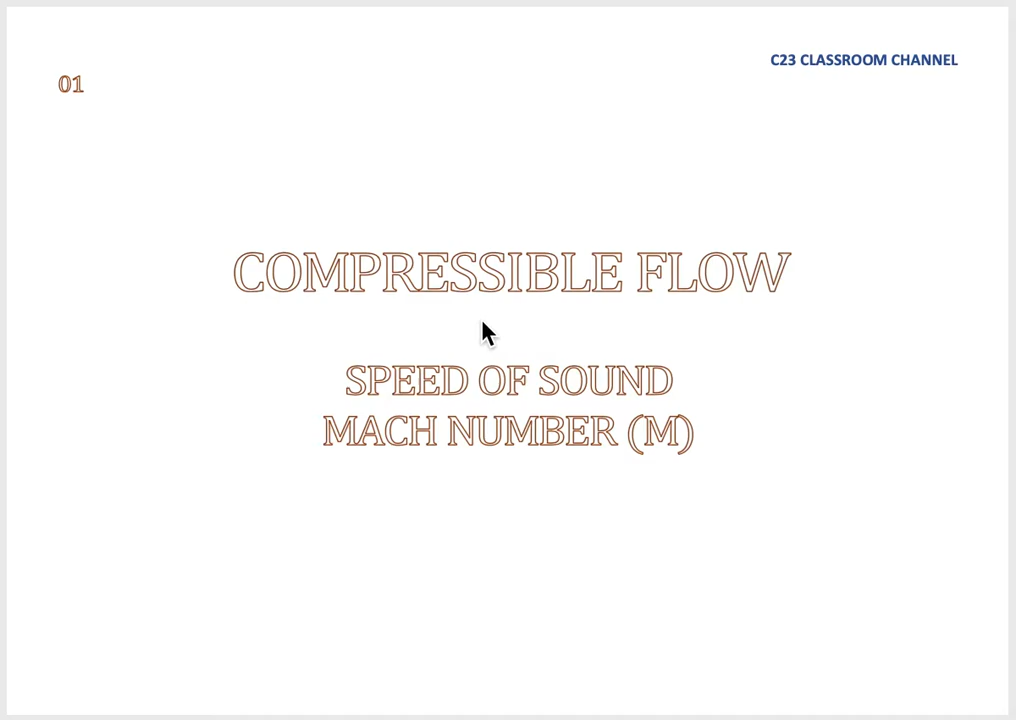 C23 CLASSROOM CHANNEL
01
COMPRESSIBLE FLOW
SPEED OF SOUND
MACH NUMBER (M)